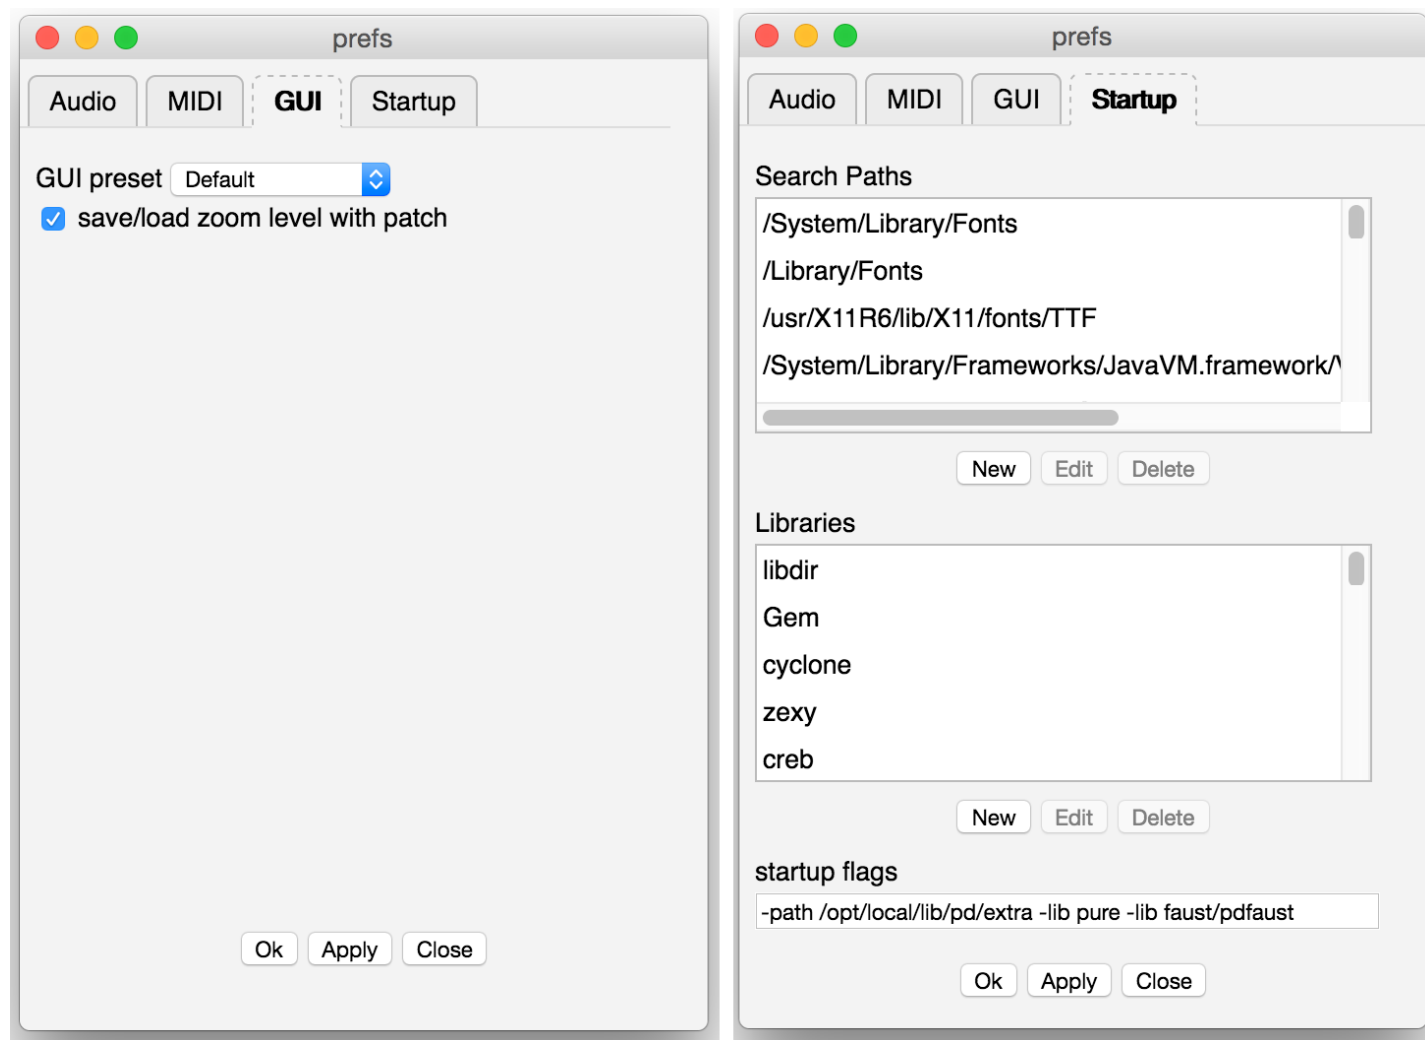 prefs
Audio MIDI GUI Startup
GUI preset Default
save/load zoom level with patch
Ok Apply Close
prefs
Audio MIDI GUI Startup
Search Paths
/System/Library/Fonts
/Library/Fonts
/usr/X11R6/lib/X11/fonts/TTF
/System/Library/Frameworks/JavaVM.framework/
New Edit Delete
Libraries
libdir
Gem
cyclone
zexy
creb
New Edit Delete
startup flags
-path /opt/local/lib/pd/extra -lib pure -lib faust/pdfaust
Ok Apply Close